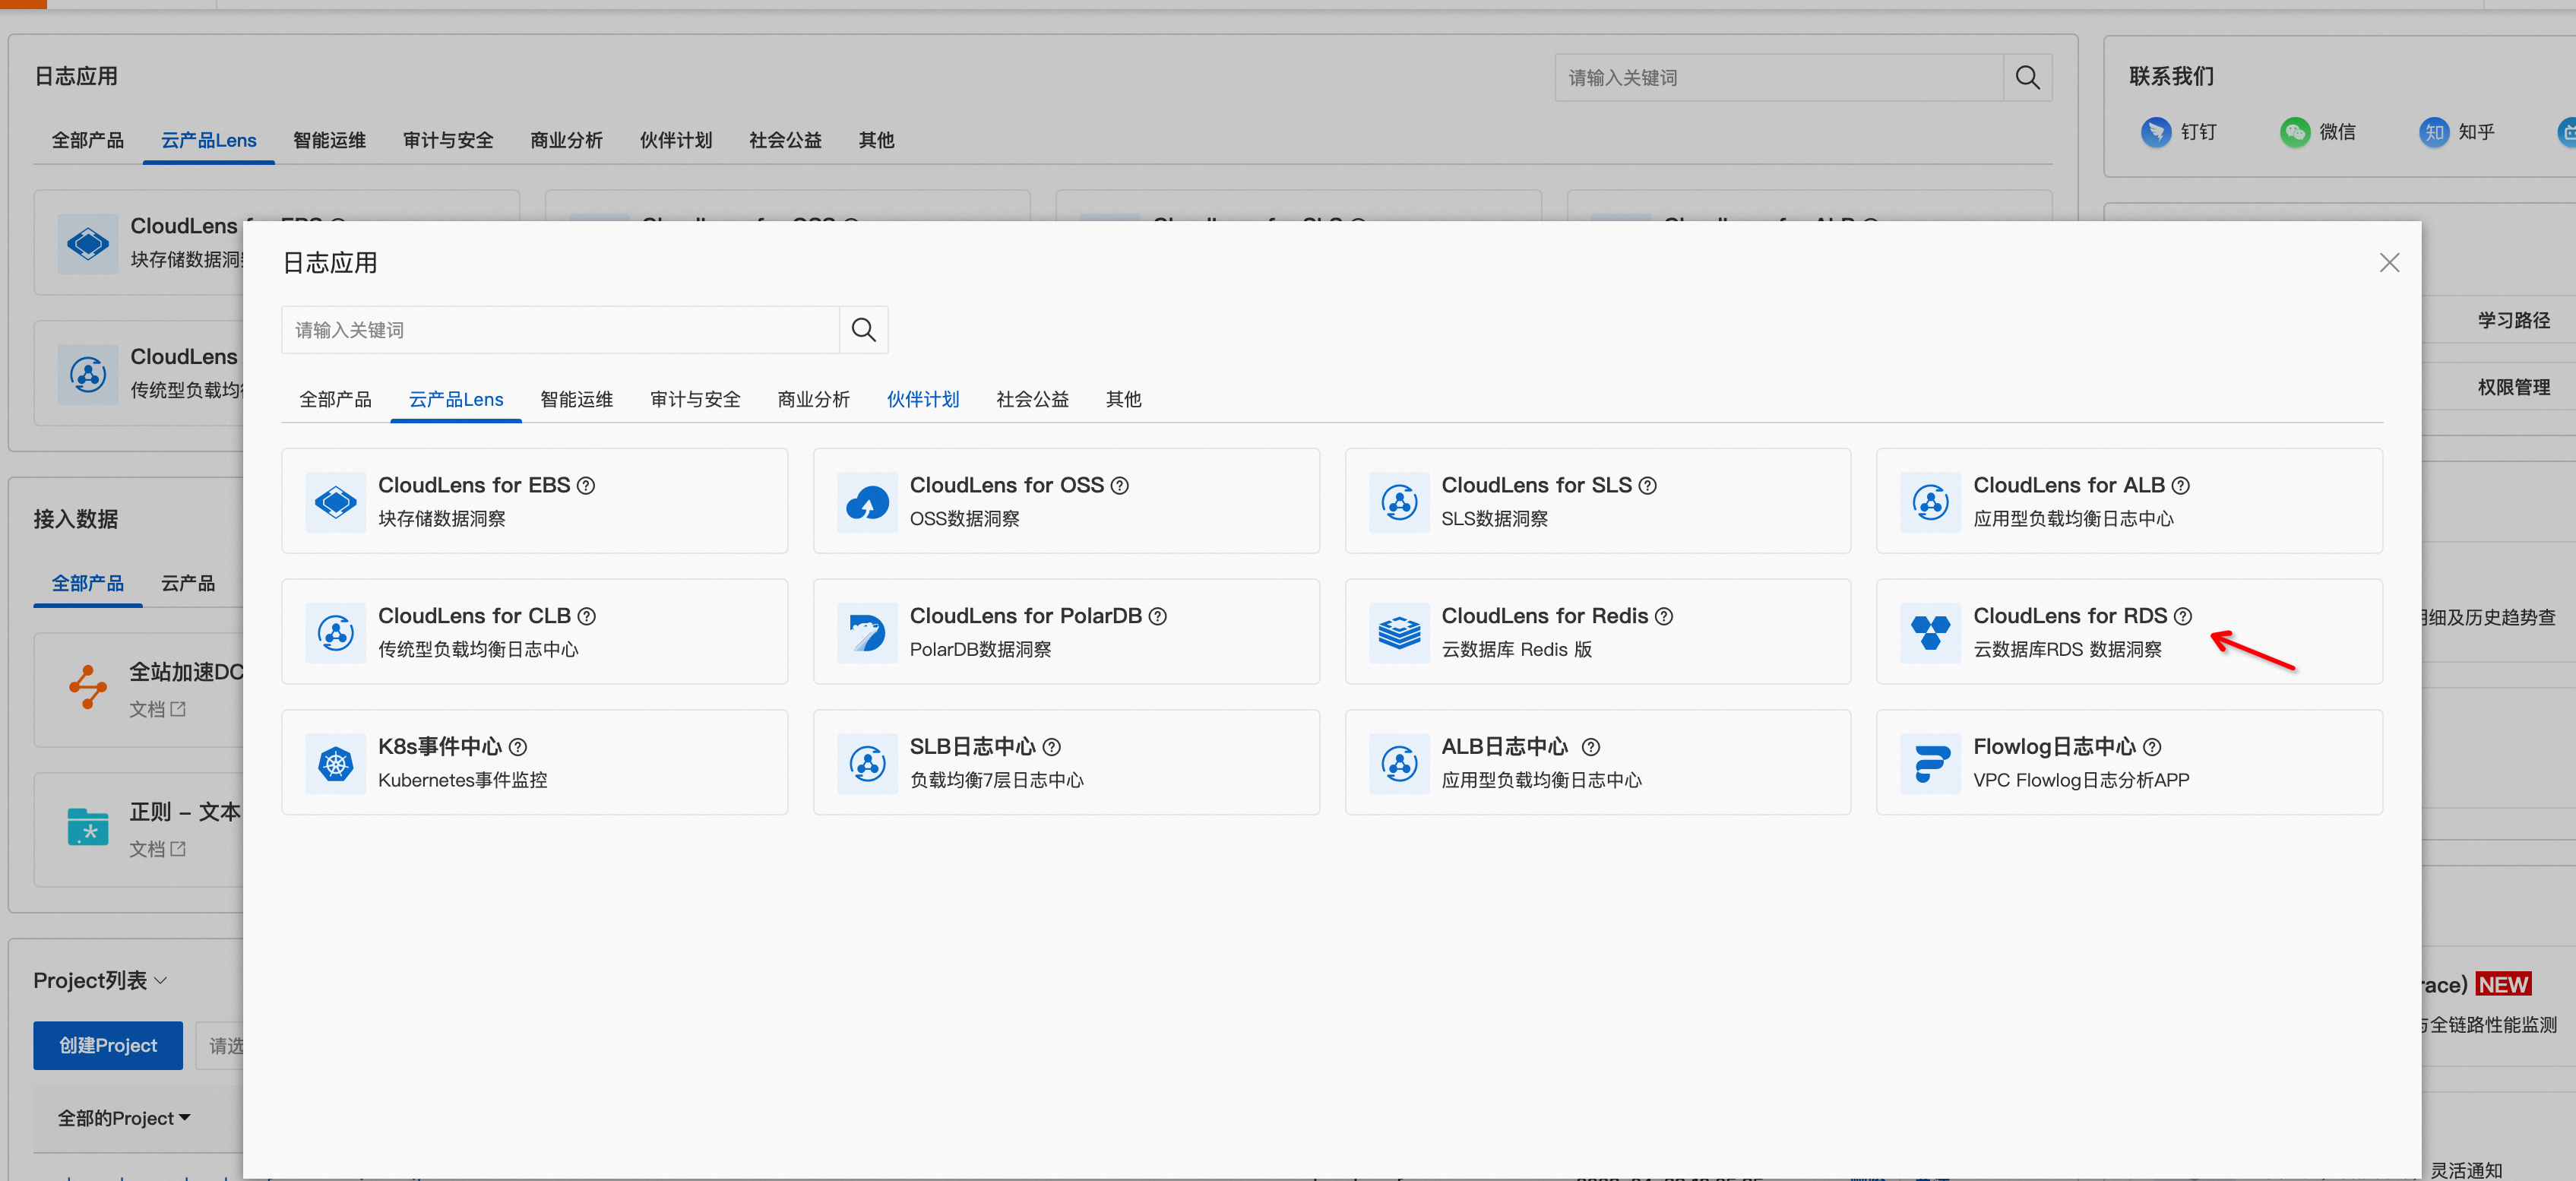 日志应用
请输入关键词
联系我们
钉钉
微信
知乎
全部产品
云产品Lens
智能运维
审计与安全
商业分析
伙伴计划
社会公益
其他
CloudLens
块存储数据洞
CloudLens
传统型负载均
学习路径
权限管理
接入数据
全部产品
云产品
全站加速DC
文档
正则 – 文本
文档
Project列表
创建Project
请选
全部的Project
细及历史趋势查
race) NEW
全链路性能监测
灵活通知
日志应用
请输入关键词
全部产品
云产品Lens
智能运维
审计与安全
商业分析
伙伴计划
社会公益
其他
CloudLens for EBS
块存储数据洞察
CloudLens for OSS
OSS数据洞察
CloudLens for SLS
SLS数据洞察
CloudLens for ALB
应用型负载均衡日志中心
CloudLens for CLB
传统型负载均衡日志中心
CloudLens for PolarDB
PolarDB数据洞察
CloudLens for Redis
云数据库 Redis 版
CloudLens for RDS
云数据库RDS 数据洞察
K8s事件中心
Kubernetes事件监控
SLB日志中心
负载均衡7层日志中心
ALB日志中心
应用型负载均衡日志中心
Flowlog日志中心
VPC Flowlog日志分析APP